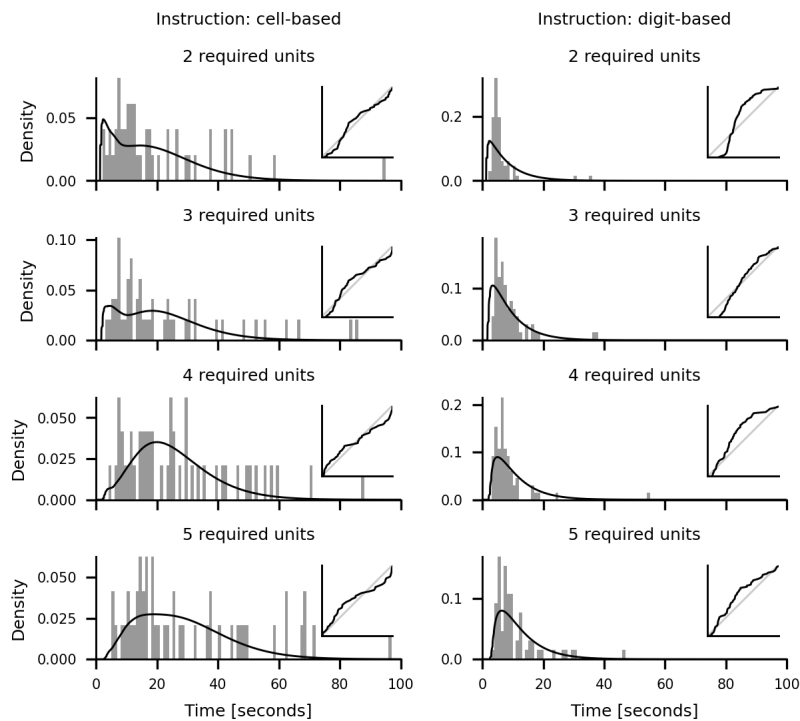 Instruction: cell-based
Instruction: digit-based
2 required units
2 required units
Density
0.05
0.00
0.2
0.0
3 required units
3 required units
Density
0.10
0.05
0.00
0.1
0.0
4 required units
4 required units
Density
0.050
0.025
0.000
0.2
0.1
0.0
5 required units
5 required units
Density
0.050
0.025
0.000
0.1
0.0
0 20 40 60 80 100
0 20 40 60 80 100
Time [seconds]
Time [seconds]